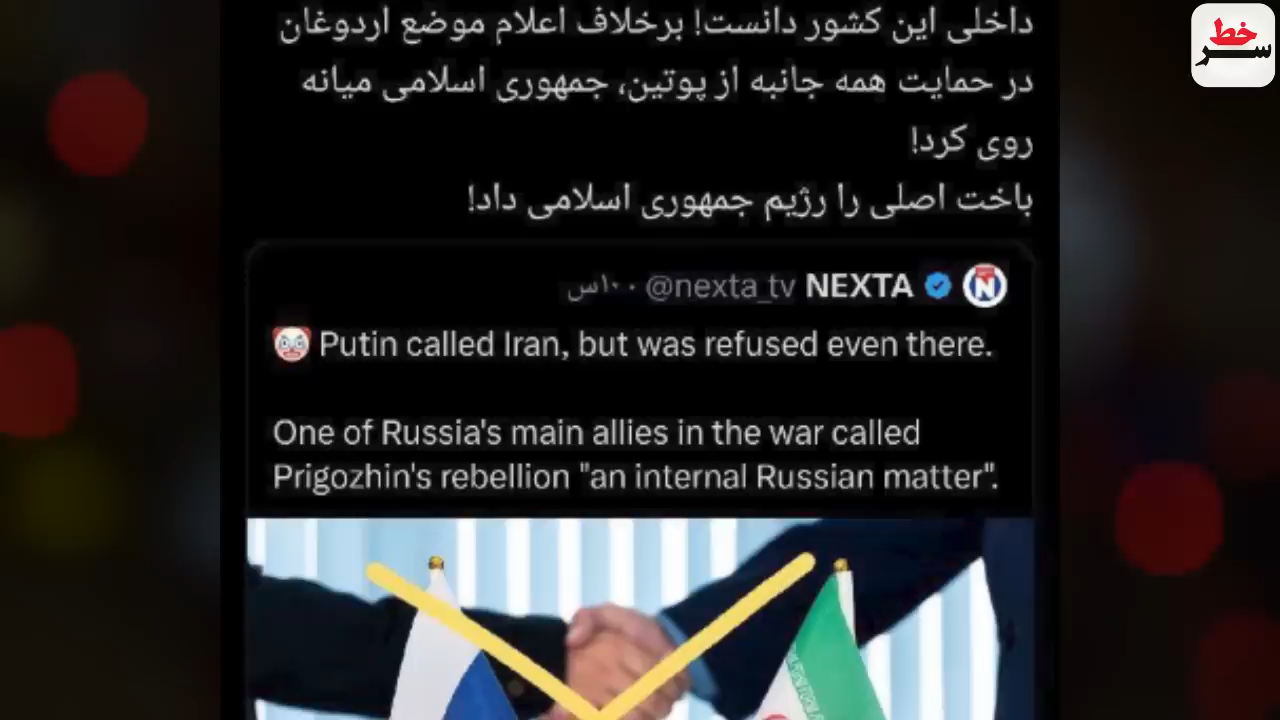 خط
سر
داخلی این کشور دانست! برخلاف اعلام موضع اردوغان
در حمایت همه جانبه از پوتین، جمهوری اسلامی میانه
روی کرد!
باخت اصلی را رژیم جمهوری اسلامی داد!
NEXTA @nexta_tv · ۱۰س
🤡 Putin called Iran, but was refused even there.
One of Russia's main allies in the war called
Prigozhin's rebellion "an internal Russian matter".